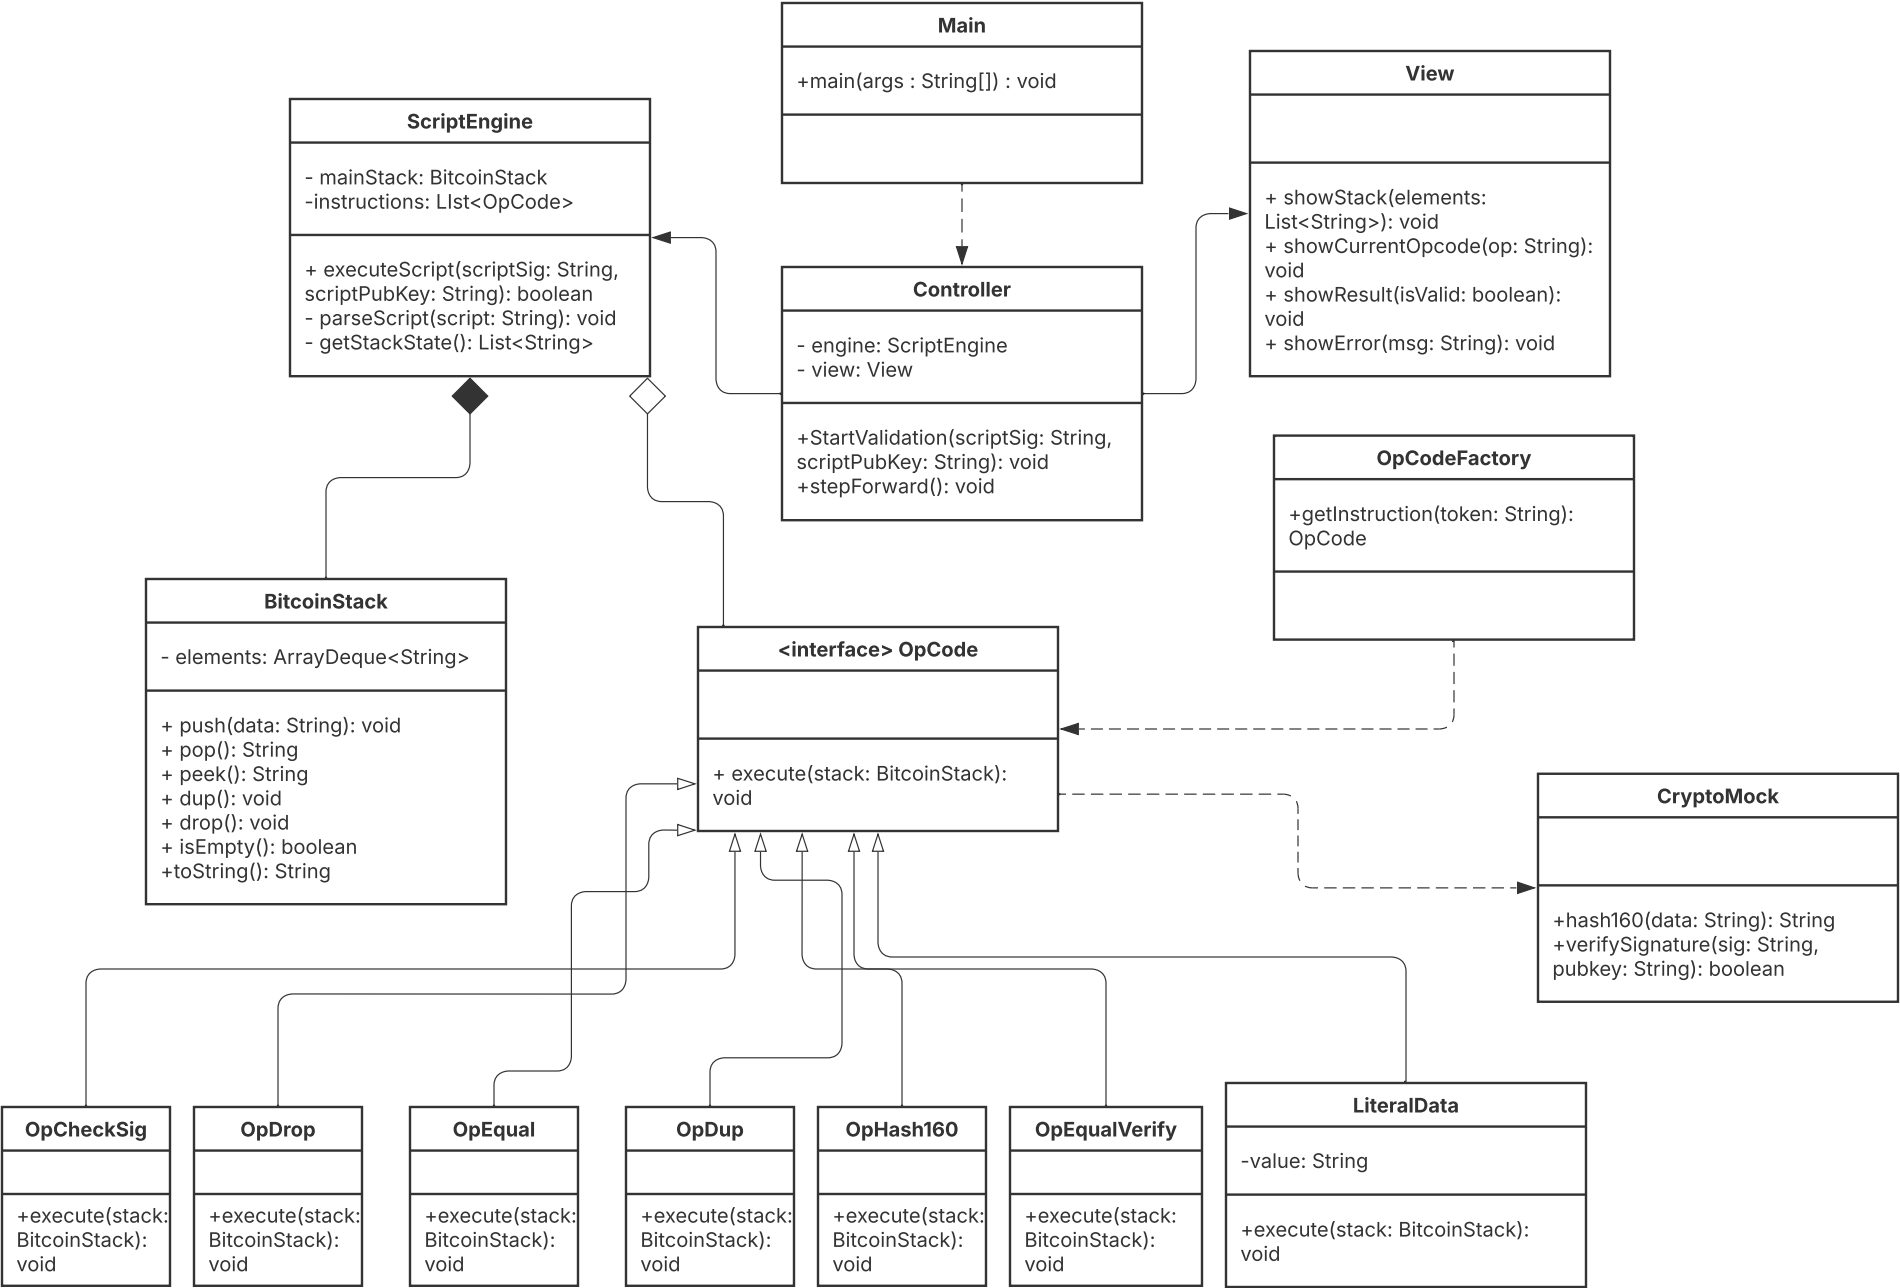 Main
+main(args : String[]) : void
View
+ showStack(elements:
List<String>): void
+ showCurrentOpcode(op: String):
void
+ showResult(isValid: boolean):
void
+ showError(msg: String): void
ScriptEngine
- mainStack: BitcoinStack
-instructions: LIst<OpCode>
+ executeScript(scriptSig: String,
scriptPubKey: String): boolean
- parseScript(script: String): void
- getStackState(): List<String>
Controller
- engine: ScriptEngine
- view: View
+StartValidation(scriptSig: String,
scriptPubKey: String): void
+stepForward(): void
OpCodeFactory
+getInstruction(token: String):
OpCode
BitcoinStack
- elements: ArrayDeque<String>
+ push(data: String): void
+ pop(): String
+ peek(): String
+ dup(): void
+ drop(): void
+ isEmpty(): boolean
+toString(): String
<interface> OpCode
+ execute(stack: BitcoinStack):
void
CryptoMock
+hash160(data: String): String
+verifySignature(sig: String,
pubkey: String): boolean
OpCheckSig
+execute(stack:
BitcoinStack):
void
OpDrop
+execute(stack:
BitcoinStack):
void
OpEqual
+execute(stack:
BitcoinStack):
void
OpDup
+execute(stack:
BitcoinStack):
void
OpHash160
+execute(stack:
BitcoinStack):
void
OpEqualVerify
+execute(stack:
BitcoinStack):
void
LiteralData
-value: String
+execute(stack: BitcoinStack):
void